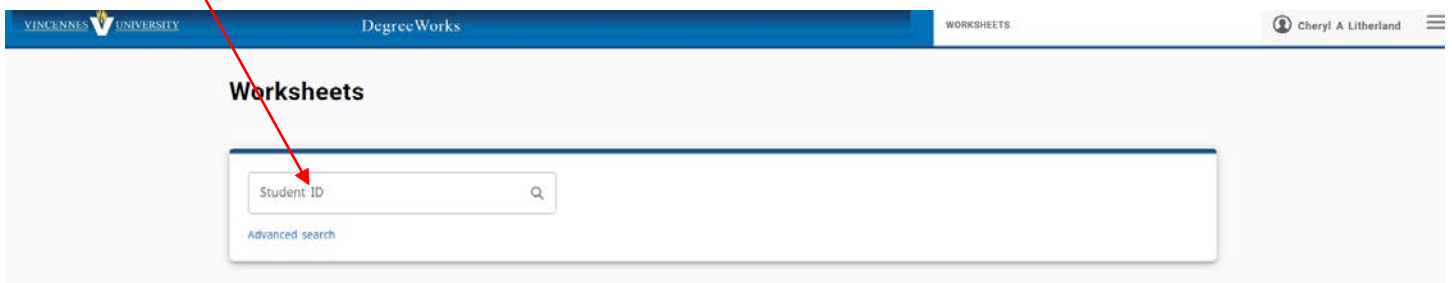 VINCENNES UNIVERSITY DegreeWorks WORKSHEETS Cheryl A Litherland
Worksheets
Student ID
Advanced search